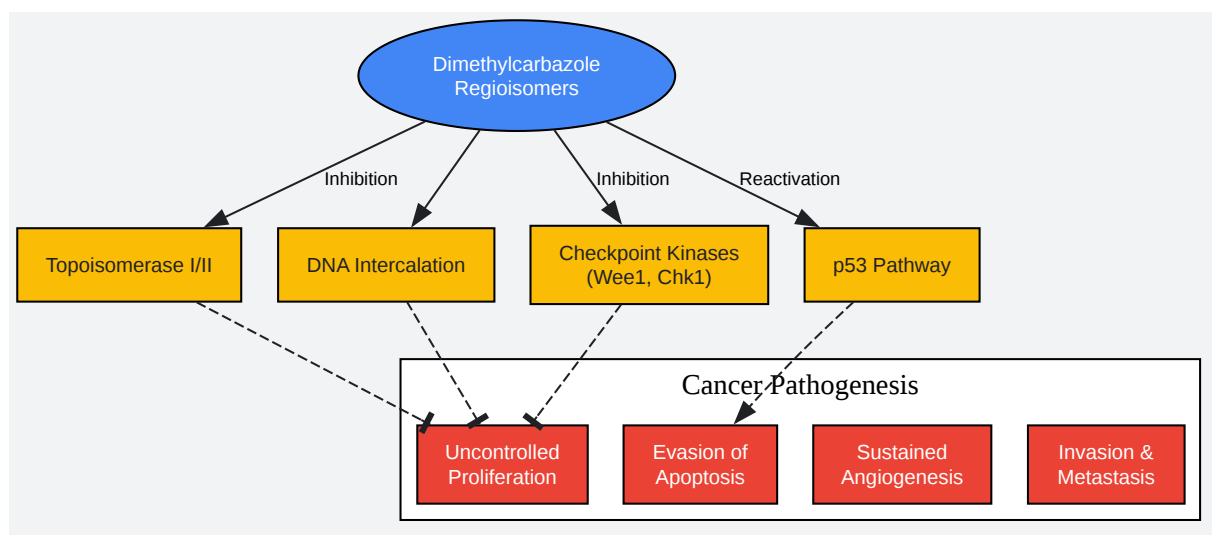 Dimethylcarbazole
Regioisomers
Inhibition
Inhibition
Reactivation
Topoisomerase I/II
DNA Intercalation
Checkpoint Kinases
(Wee1, Chk1)
p53 Pathway
Cancer Pathogenesis
Uncontrolled
Proliferation
Evasion of
Apoptosis
Sustained
Angiogenesis
Invasion &
Metastasis